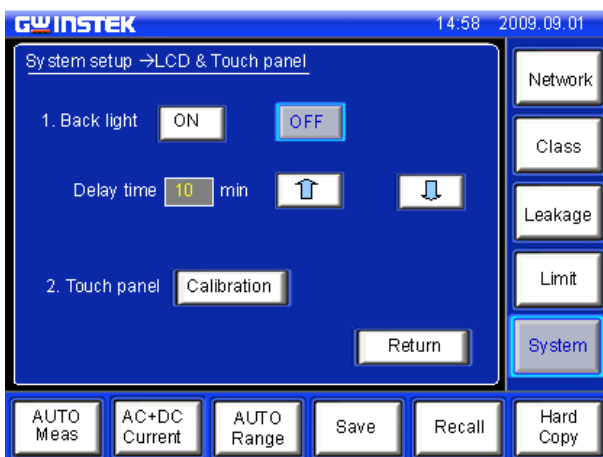 GWINSTEK 14:58 2009.09.01
System setup →LCD & Touch panel
1. Back light ON OFF
Delay time 10 min
2. Touch panel Calibration
Return
Network
Class
Leakage
Limit
System
AUTO Meas
AC+DC Current
AUTO Range
Save
Recall
Hard Copy